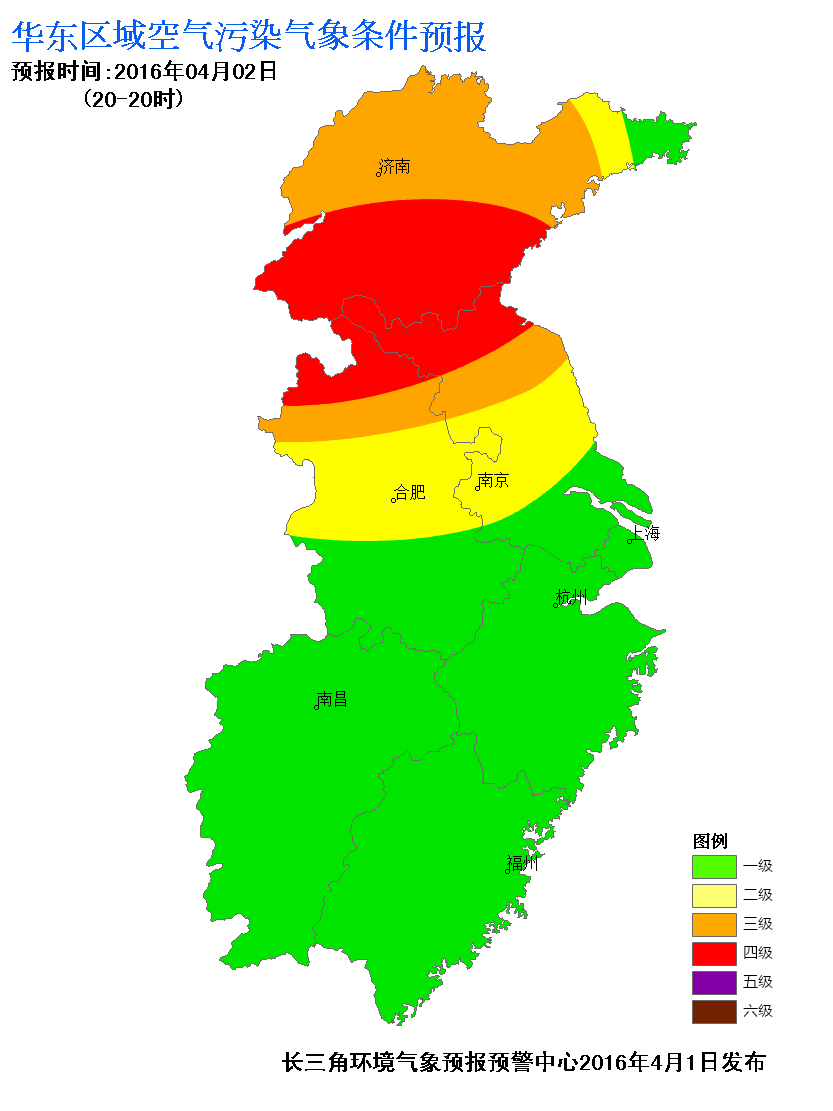 华东区域空气污染气象条件预报
预报时间:2016年04月02日
(20-20时)
济南
合肥
南京
上海
杭州
南昌
福州
图例
一级
二级
三级
四级
五级
六级
长三角环境气象预报预警中心2016年4月1日发布